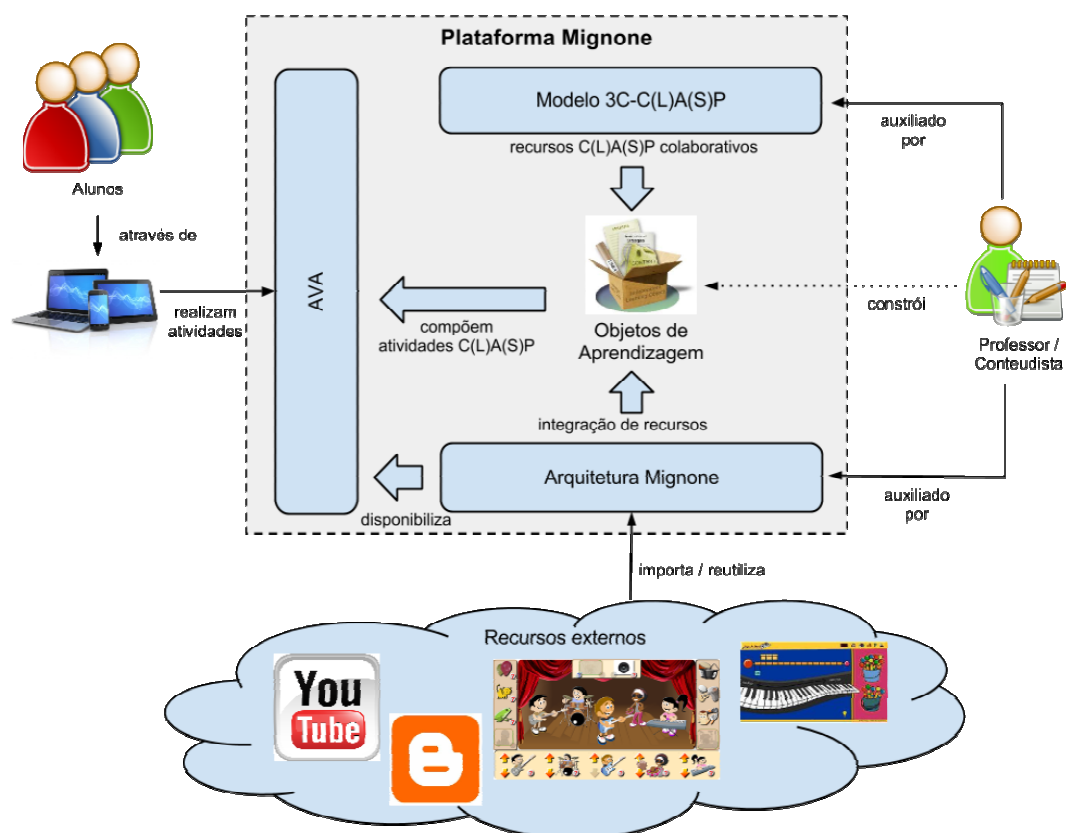 Plataforma Mignone
Modelo 3C-C(L)A(S)P
recursos C(L)A(S)P colaborativos
auxiliado
por
Alunos
através de
realizam
atividades
AVA
compõem
atividades C(L)A(S)P
Objetos de
Aprendizagem
constrói
Professor /
Conteudista
integração de recursos
Arquitetura Mignone
disponibiliza
auxiliado
por
importa / reutiliza
Recursos externos
You
Tube